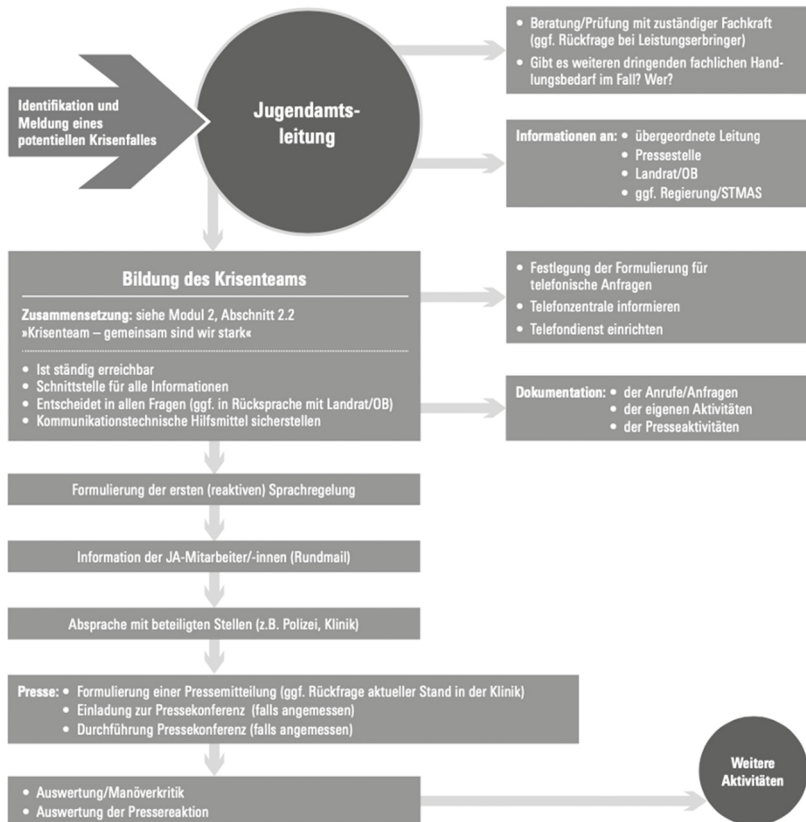 Identifikation und
Meldung eines
potentiellen Krisenfalles
Jugendamts-
leitung
• Beratung/Prüfung mit zuständiger Fachkraft
(ggf. Rückfrage bei Leistungserbringer)
• Gibt es weiteren dringenden fachlichen Hand-
lungsbedarf im Fall? Wer?
Informationen an: • übergeordnete Leitung
• Pressestelle
• Landrat/OB
• ggf. Regierung/STMAS
Bildung des Krisenteams
Zusammensetzung: siehe Modul 2, Abschnitt 2.2
»Krisenteam – gemeinsam sind wir stark«
• Ist ständig erreichbar
• Schnittstelle für alle Informationen
• Entscheidet in allen Fragen (ggf. in Rücksprache mit Landrat/OB)
• Kommunikationstechnische Hilfsmittel sicherstellen
• Festlegung der Formulierung für
telefonische Anfragen
• Telefonzentrale informieren
• Telefondienst einrichten
Dokumentation: • der Anrufe/Anfragen
• der eigenen Aktivitäten
• der Presseaktivitäten
Formulierung der ersten (reaktiven) Sprachregelung
Information der JA-Mitarbeiter/-innen (Rundmail)
Absprache mit beteiligten Stellen (z.B. Polizei, Klinik)
Presse: • Formulierung einer Pressemitteilung (ggf. Rückfrage aktueller Stand in der Klinik)
• Einladung zur Pressekonferenz (falls angemessen)
• Durchführung Pressekonferenz (falls angemessen)
• Auswertung/Manöverkritik
• Auswertung der Pressereaktion
Weitere
Aktivitäten